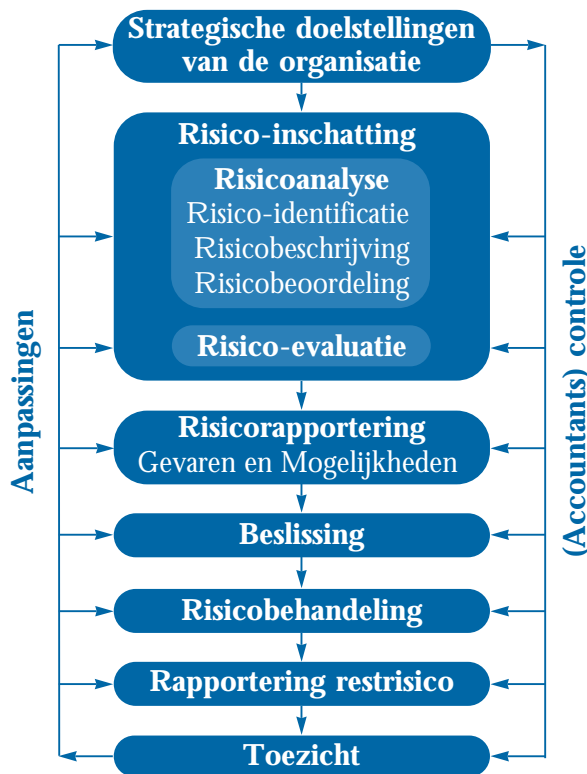 Strategische doelstellingen
van de organisatie
Risico-inschatting
Risicoanalyse
Risico-identificatie
Risicobeschrijving
Risicobeoordeling
Risico-evaluatie
Risicorapportering
Gevaren en Mogelijkheden
Beslissing
Risicobehandeling
Rapportering restrisico
Toezicht
Aanpassingen
(Accountants) controle